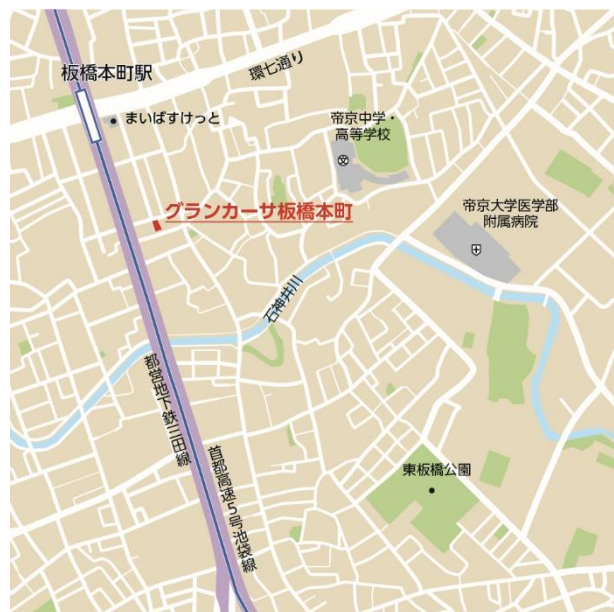 環七通り
板橋本町駅
まいばすけっと
帝京中学・
高等学校
グランカーサ板橋本町
帝京大学医学部
附属病院
石神井川
都営地下鉄三田線
首都高速5号池袋線
東板橋公園